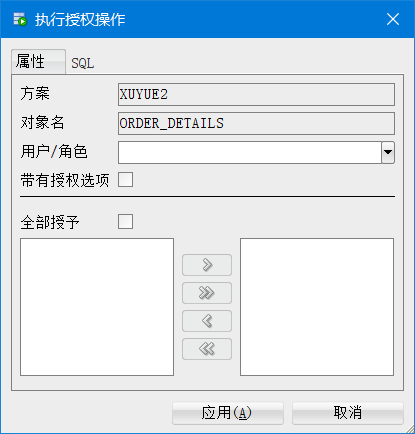 执行授权操作
属性 SQL
方案 XUYUE2
对象名 ORDER_DETAILS
用户/角色
带有授权选项
全部授予
应用(A) 取消